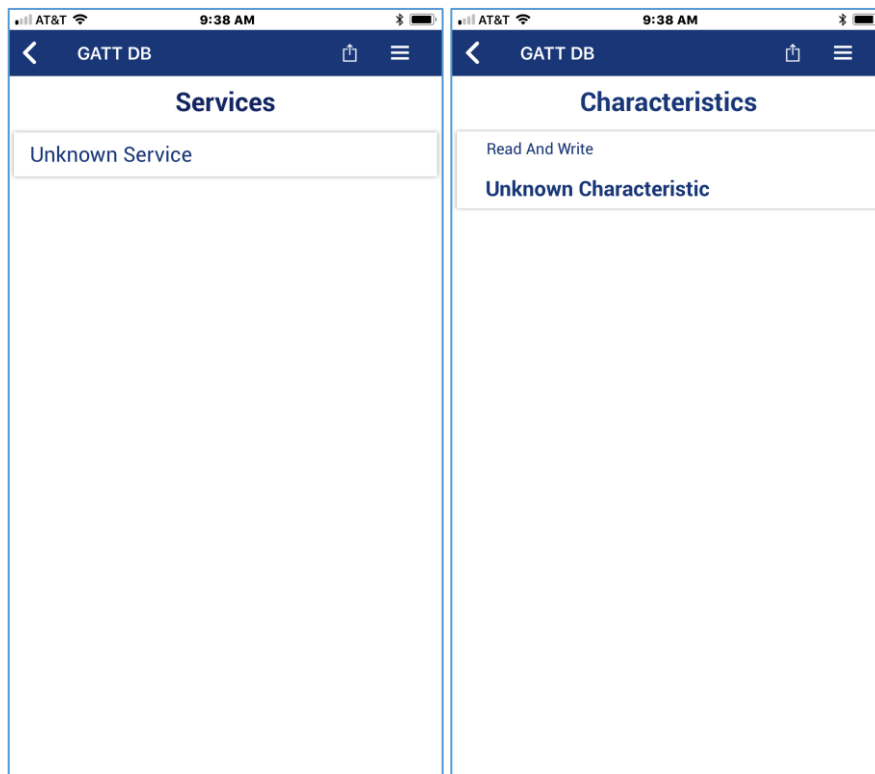 AT&T 9:38 AM
GATT DB
Services
Unknown Service
AT&T 9:38 AM
GATT DB
Characteristics
Read And Write
Unknown Characteristic